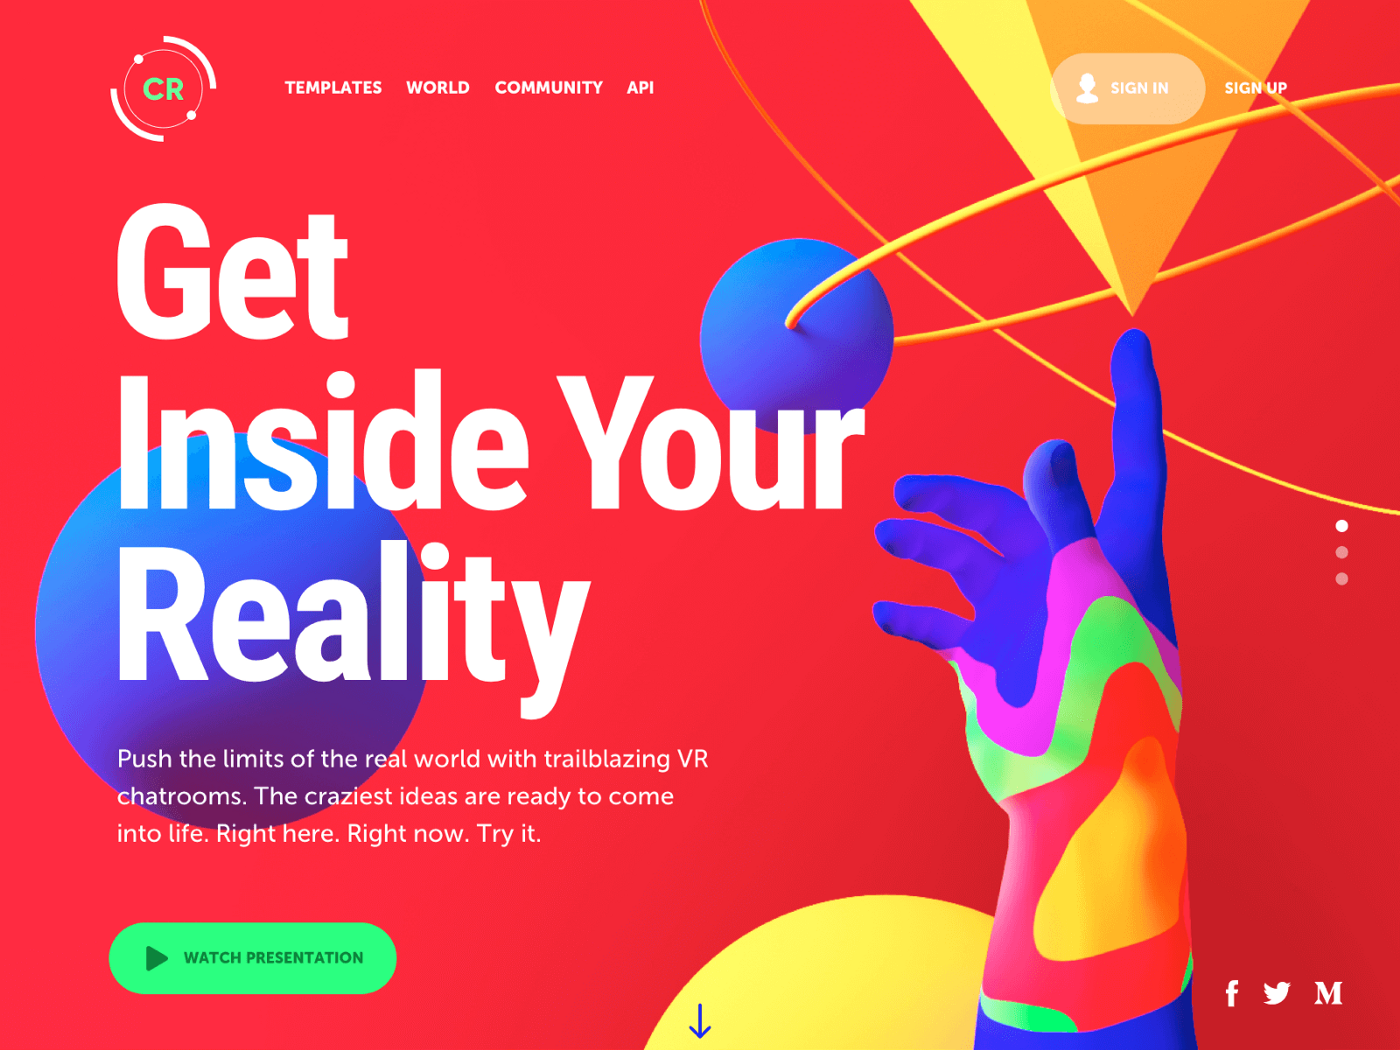 CR
TEMPLATES WORLD COMMUNITY API
SIGN IN SIGN UP
Get
Inside Your
Reality
Push the limits of the real world with trailblazing VR
chatrooms. The craziest ideas are ready to come
into life. Right here. Right now. Try it.
WATCH PRESENTATION